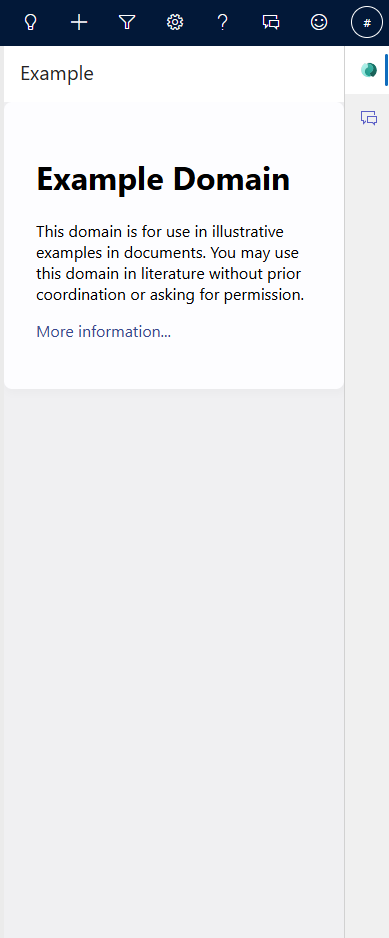 #
Example
Example Domain
This domain is for use in illustrative
examples in documents. You may use
this domain in literature without prior
coordination or asking for permission.
More information...